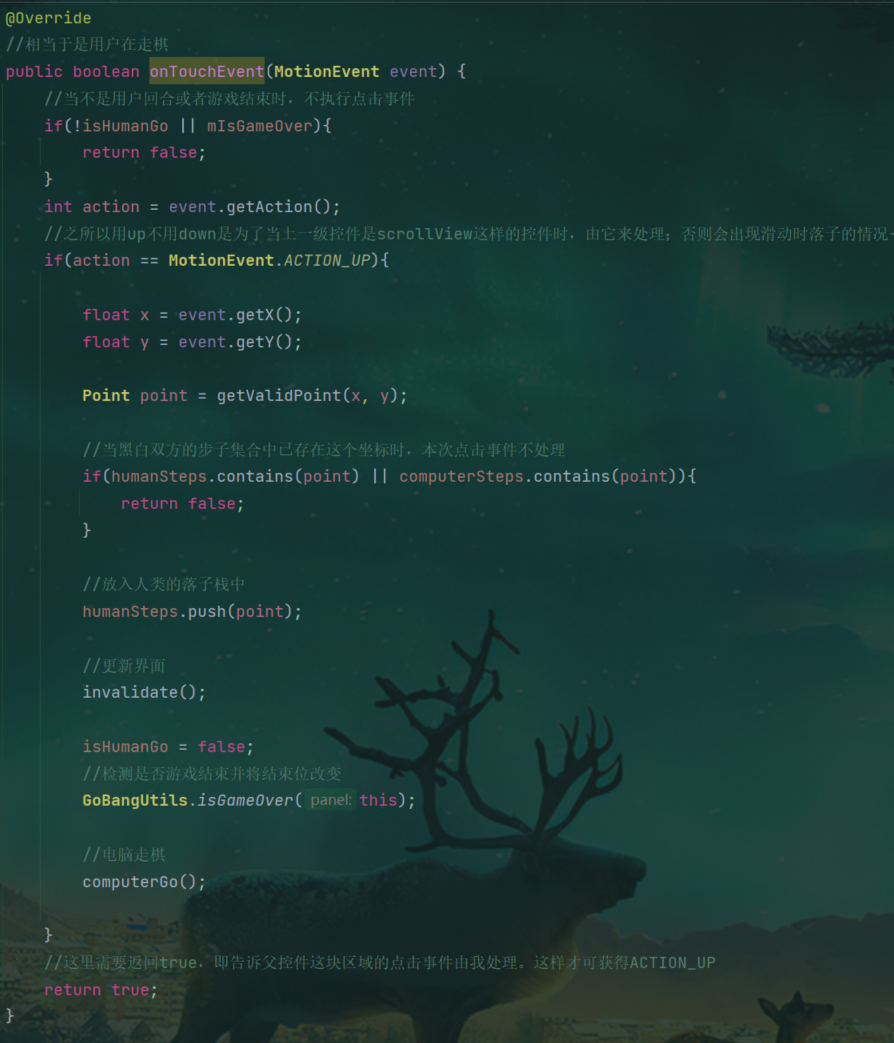 @Override
//相当于是用户在走棋
public boolean onTouchEvent(MotionEvent event) {
//当不是用户回合或者游戏结束时，不执行点击事件
if(!isHumanGo || mIsGameOver){
return false;
}
int action = event.getAction();
//之所以用up不用down是为了当上一级控件是scrollView这样的控件时，由它来处理；否则会出现滑动时落子的情况
if(action == MotionEvent.ACTION_UP){
float x = event.getX();
float y = event.getY();
Point point = getValidPoint(x, y);
//当黑白双方的步子集合中已存在这个坐标时，本次点击事件不处理
if(humanSteps.contains(point) || computerSteps.contains(point)){
return false;
}
//放入人类的落子栈中
humanSteps.push(point);
//更新界面
invalidate();
isHumanGo = false;
//检测是否游戏结束并将结束位改变
GoBangUtils.isGameOver( panel: this);
//电脑走棋
computerGo();
}
//这里需要返回true，即告诉父控件这块区域的点击事件由我处理。这样才可获得ACTION_UP
return true;
}